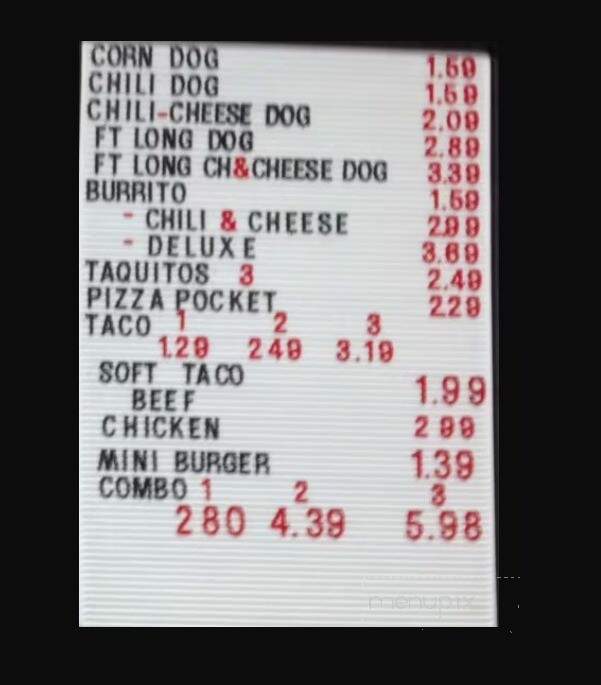 CORN DOG 1.59
CHILI DOG 1.59
CHILI-CHEESE DOG 2.09
FT LONG DOG 2.89
FT LONG CH&CHEESE DOG 3.39
BURRITO 1.59
- CHILI & CHEESE 299
- DELUXE 3.69
TAQUITOS 3 2.49
PIZZA POCKET 229
TACO 1 2 3
129 249 3.19
SOFT TACO 1.99
BEEF
CHICKEN 299
MINI BURGER 1.39
COMBO 1 2 3
280 4.39 5.98
menupix